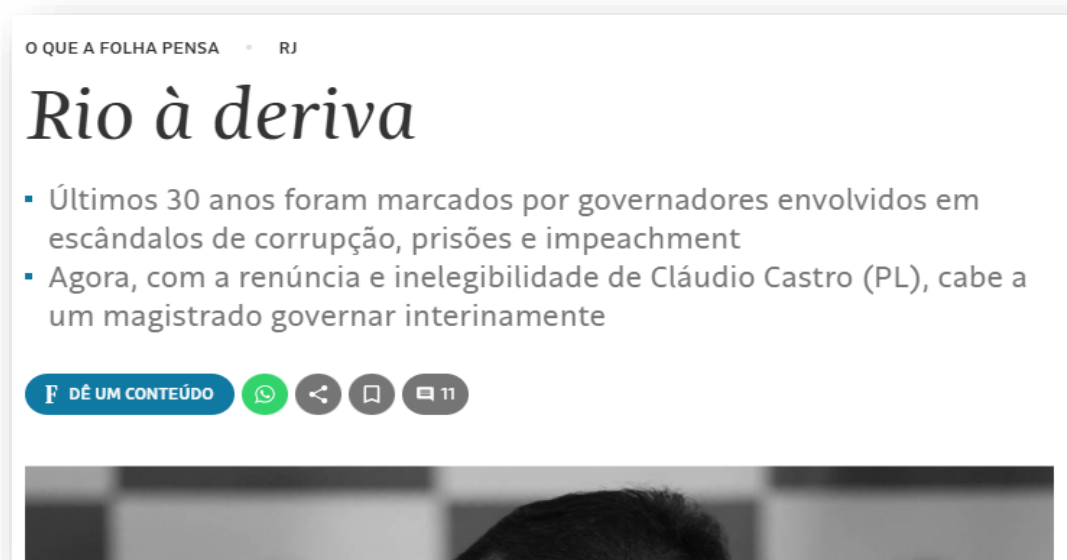 O QUE A FOLHA PENSA • RJ
Rio à deriva
Últimos 30 anos foram marcados por governadores envolvidos em
escândalos de corrupção, prisões e impeachment
Agora, com a renúncia e inelegibilidade de Cláudio Castro (PL), cabe a
um magistrado governar interinamente
F DÊ UM CONTEÚDO 11